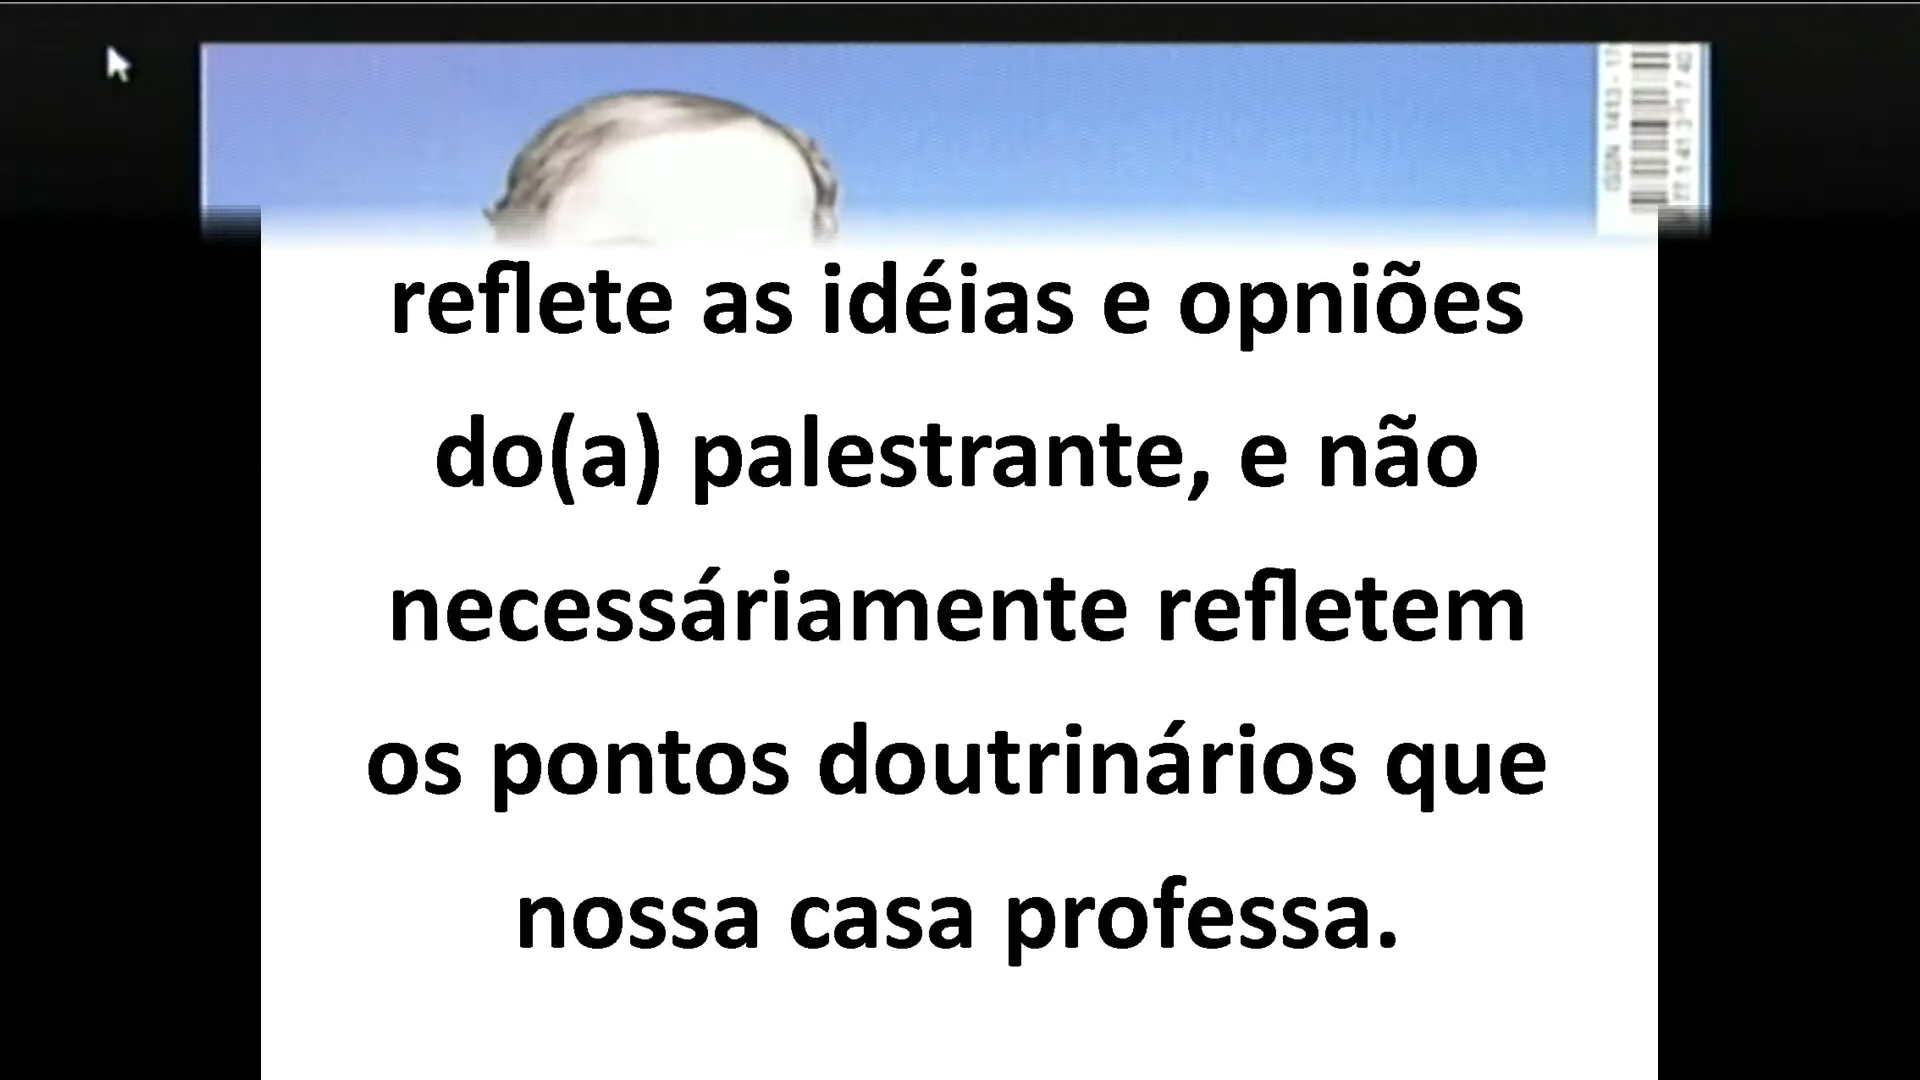 reflete as idéias e opniões
do(a) palestrante, e não
necessáriamente refletem
os pontos doutrinários que
nossa casa professa.